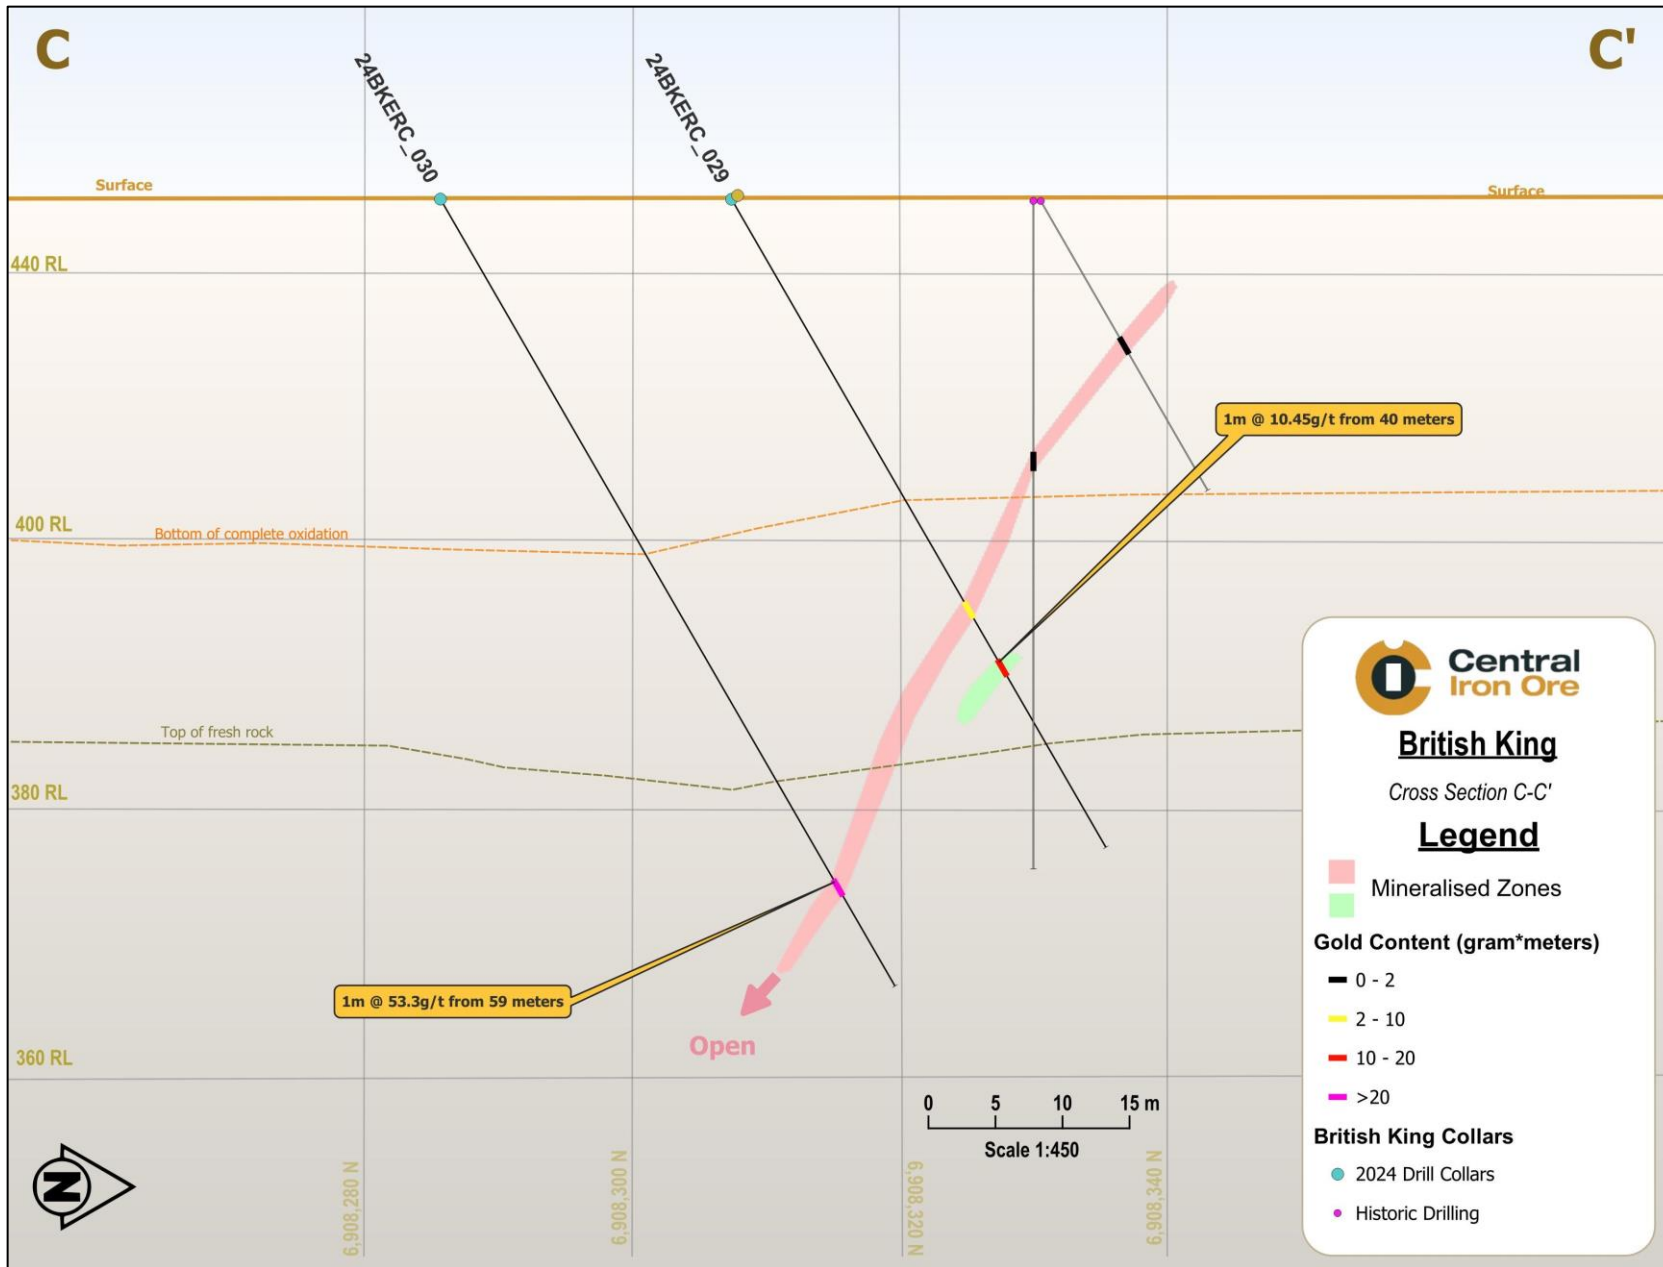 C
C'
24BKERC_030
24BKERC_029
Surface
Surface
440 RL
1m @ 10.45g/t from 40 meters
400 RL
Bottom of complete oxidation
Top of fresh rock
380 RL
1m @ 53.3g/t from 59 meters
Open
360 RL
0 5 10 15 m
Scale 1:450
6,908,280 N
6,908,300 N
6,908,320 N
6,908,340 N
N
Central
Iron Ore
British King
Cross Section C-C'
Legend
Mineralised Zones
Gold Content (gram*meters)
0 - 2
2 - 10
10 - 20
>20
British King Collars
2024 Drill Collars
Historic Drilling